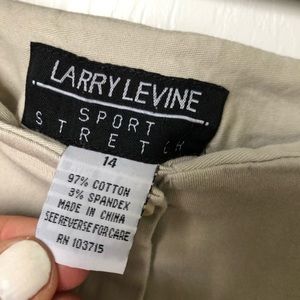 LARRY LEVINE
SPORT
STRETCH
14
97% COTTON
3% SPANDEX
MADE IN CHINA
SEE REVERSE FOR CARE
RN 103715